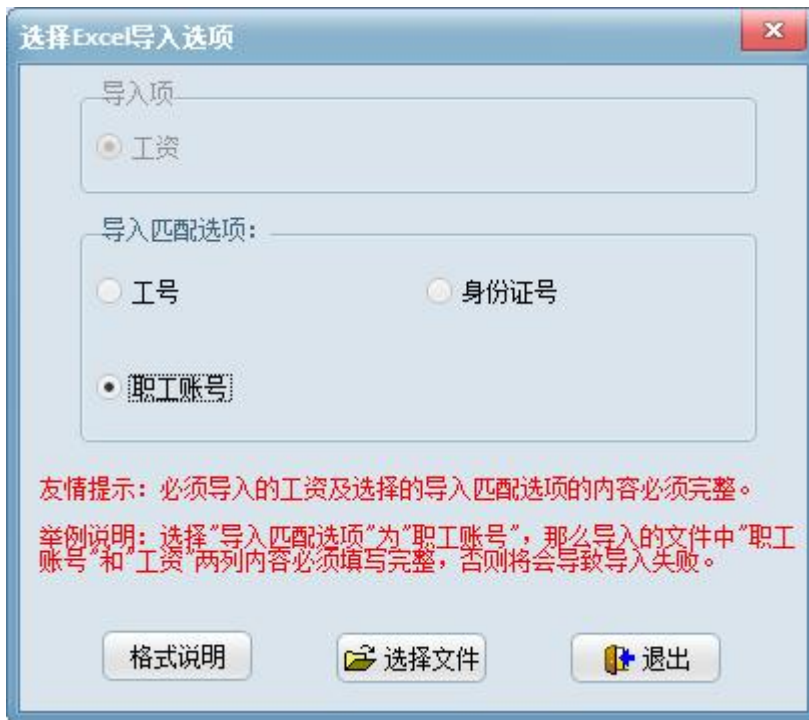 选择Excel导入选项
导入项
工资
导入匹配选项：
工号
身份证号
职工账号
友情提示：必须导入的工资及选择的导入匹配选项的内容必须完整。
举例说明：选择"导入匹配选项"为"职工账号"，那么导入的文件中"职工
账号"和"工资"两列内容必须填写完整，否则将会导致导入失败。
格式说明
选择文件
退出